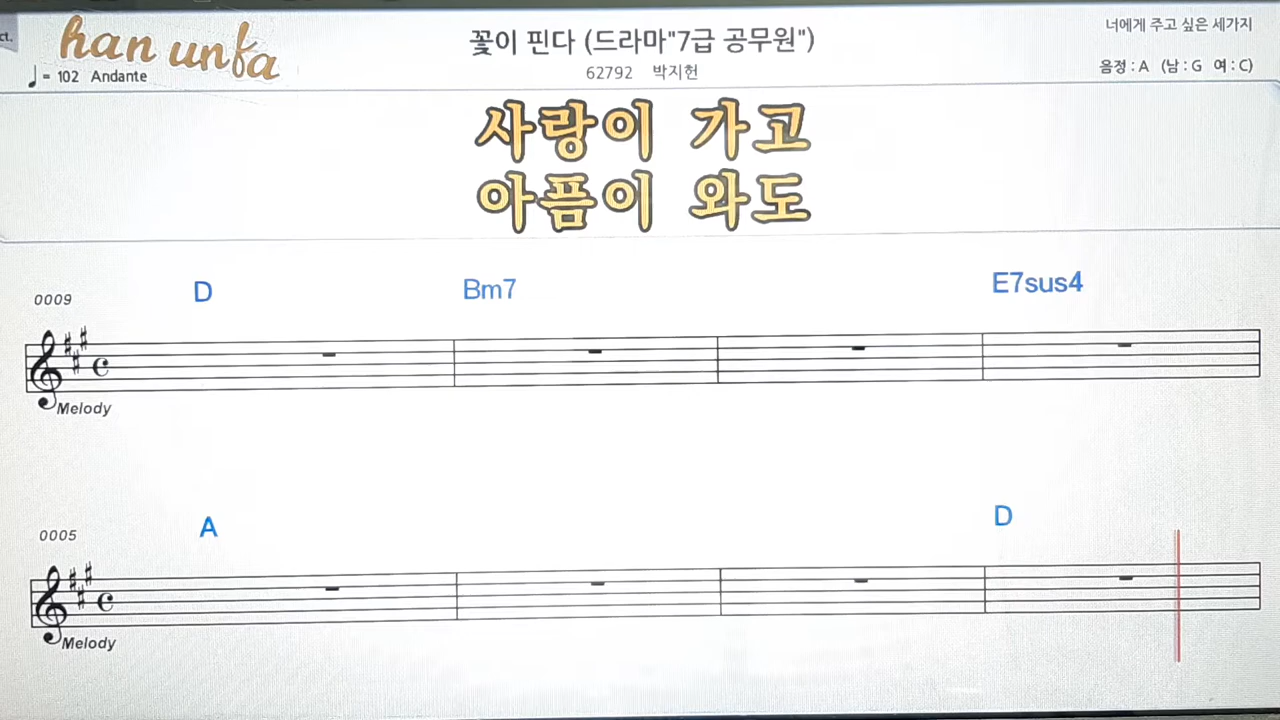 ct.
han unfa
♩ = 102 Andante
꽃이 핀다 (드라마"7급 공무원")
62792 박지헌
너에게 주고 싶은 세가지
음정 : A (남 : G 여 : C)
사랑이 가고
아픔이 와도
0009
D Bm7 E7sus4
Melody
0005
A D
Melody